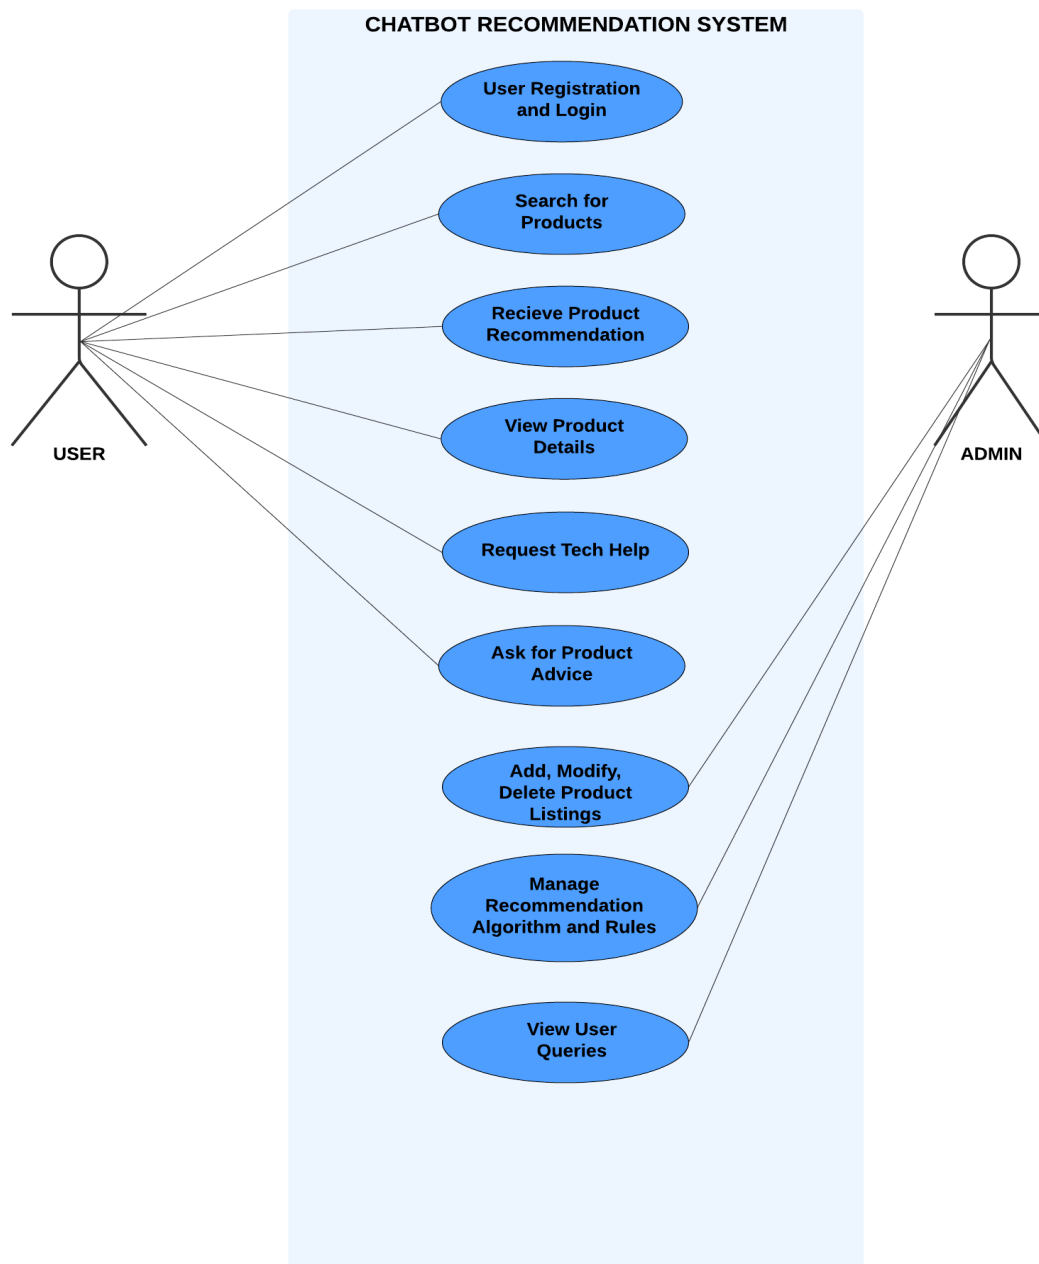 CHATBOT RECOMMENDATION SYSTEM
User Registration
and Login
Search for
Products
Recieve Product
Recommendation
View Product
Details
USER
ADMIN
Request Tech Help
Ask for Product
Advice
Add, Modify,
Delete Product
Listings
Manage
Recommendation
Algorithm and Rules
View User
Queries